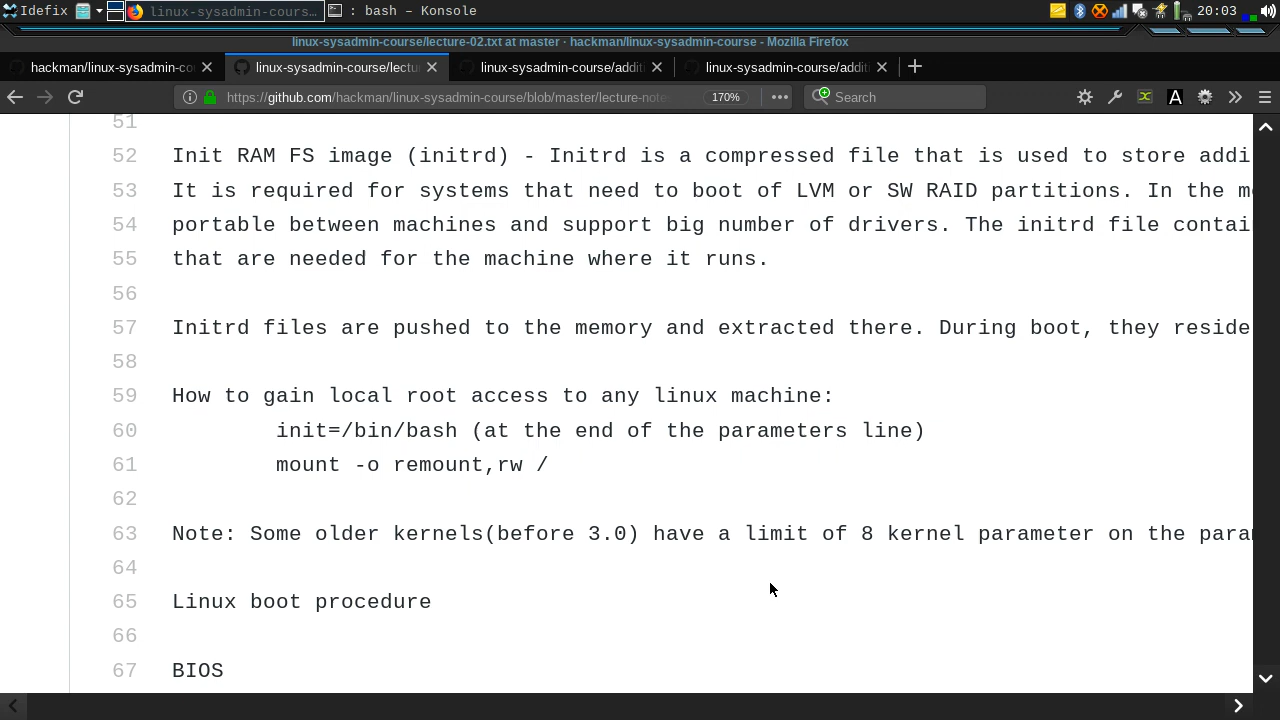 Idefix
linux-sysadmin-cours…
: bash – Konsole
20:03
linux-sysadmin-course/lecture-02.txt at master · hackman/linux-sysadmin-course - Mozilla Firefox
hackman/linux-sysadmin-co
linux-sysadmin-course/lectu
linux-sysadmin-course/addit
linux-sysadmin-course/addit
https://github.com/hackman/linux-sysadmin-course/blob/master/lecture-note
170%
Search
51
52 Init RAM FS image (initrd) - Initrd is a compressed file that is used to store addi
53 It is required for systems that need to boot of LVM or SW RAID partitions. In the mo
54 portable between machines and support big number of drivers. The initrd file contai
55 that are needed for the machine where it runs.
56
57 Initrd files are pushed to the memory and extracted there. During boot, they reside
58
59 How to gain local root access to any linux machine:
60 init=/bin/bash (at the end of the parameters line)
61 mount -o remount,rw /
62
63 Note: Some older kernels(before 3.0) have a limit of 8 kernel parameter on the param
64
65 Linux boot procedure
66
67 BIOS